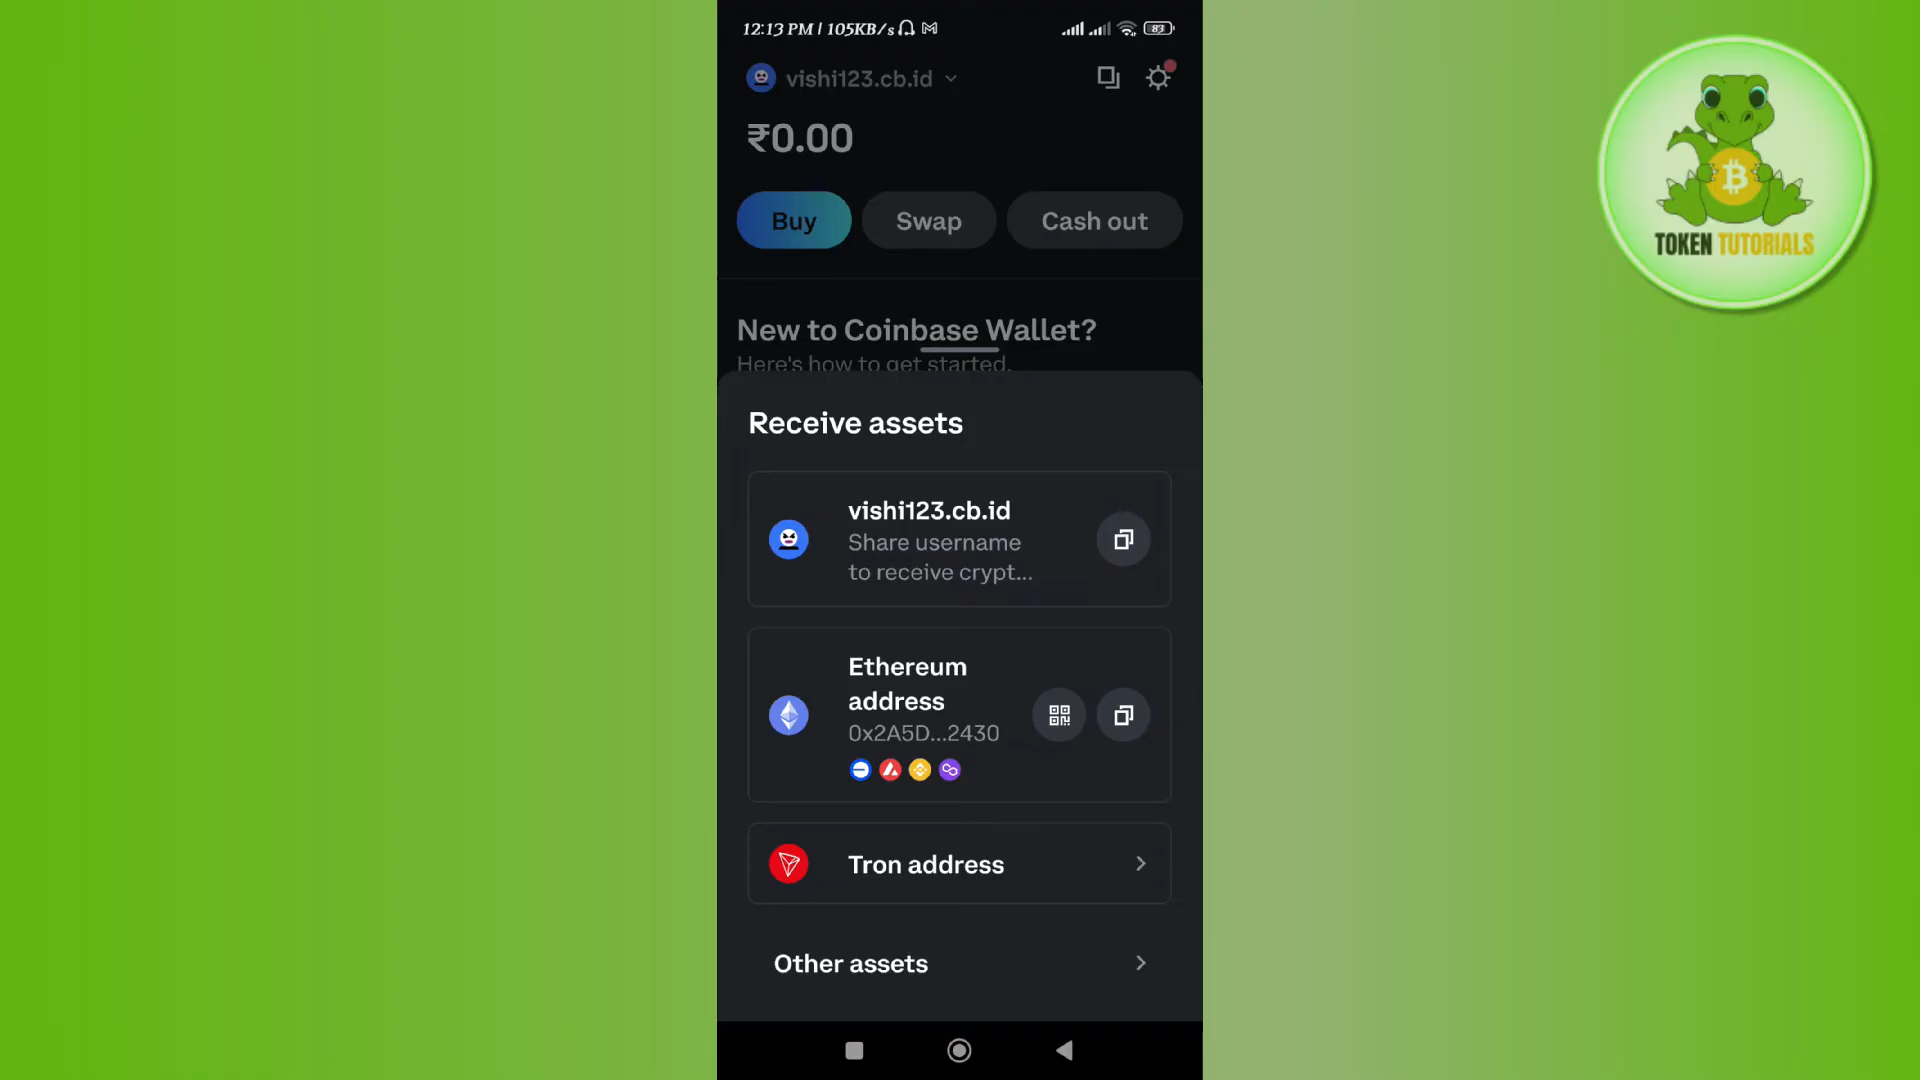 12:13 PM | 105KB/s
83
vishi123.cb.id
₹0.00
Buy
Swap
Cash out
New to Coinbase Wallet?
Here's how to get started.
Receive assets
vishi123.cb.id
Share username
to receive crypt...
Ethereum
address
0x2A5D...2430
Tron address
Other assets
TOKEN TUTORIALS